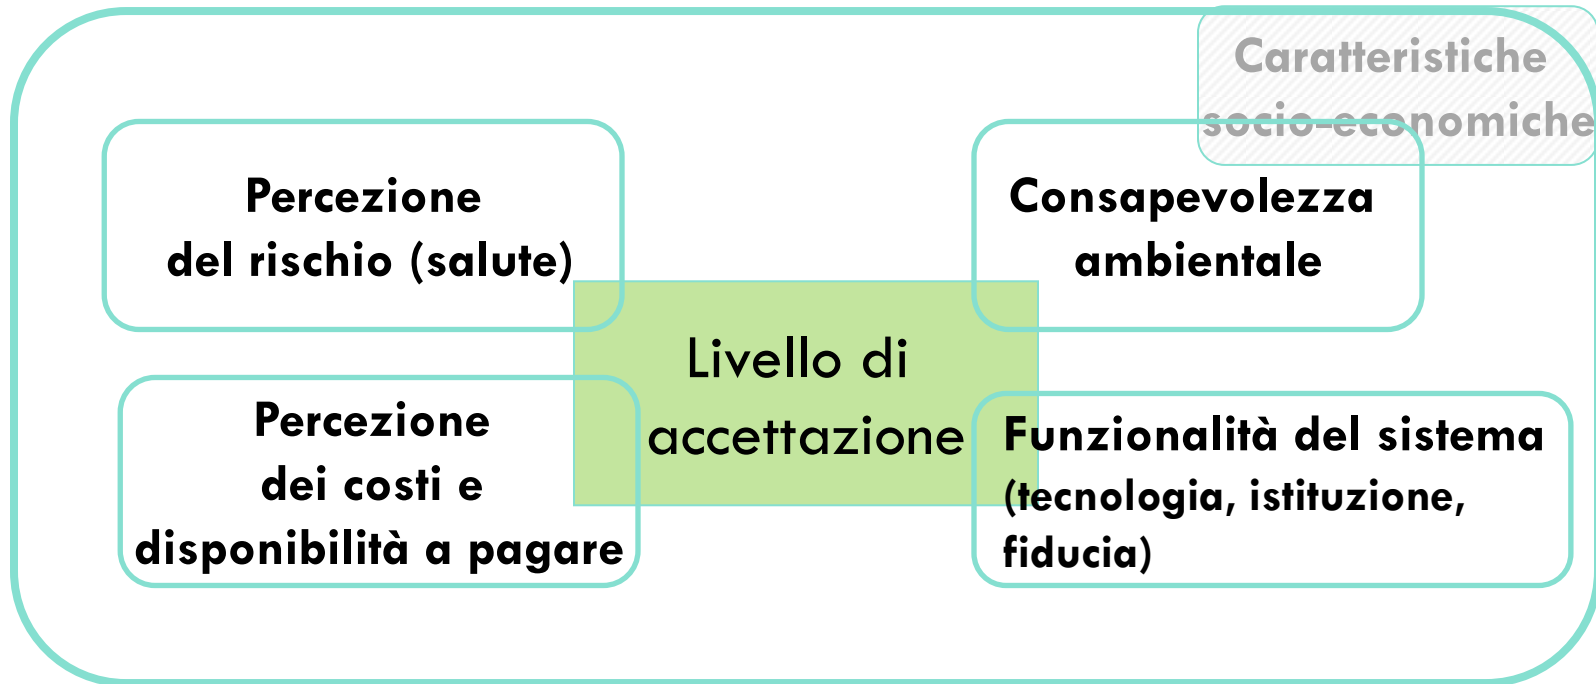 Caratteristiche
socio-economiche
Percezione
del rischio (salute)
Consapevolezza
ambientale
Livello di
accettazione
Percezione
dei costi e
disponibilità a pagare
Funzionalità del sistema
(tecnologia, istituzione,
fiducia)